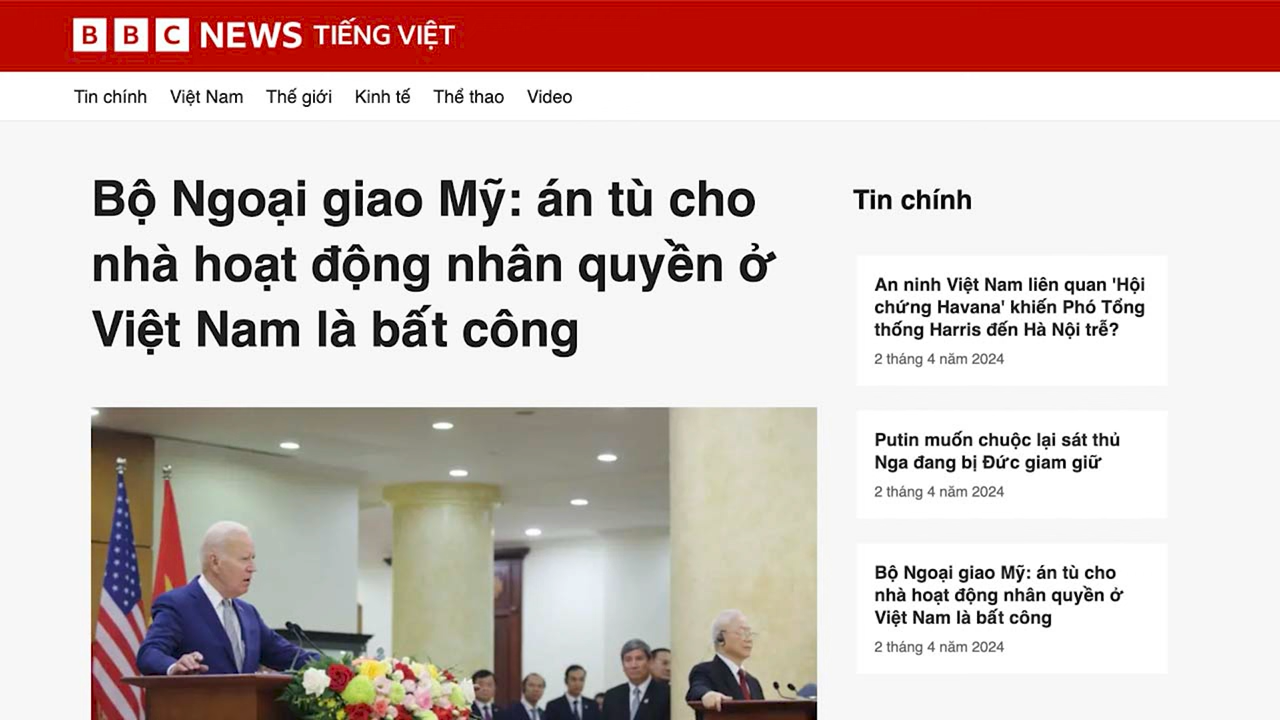 BBC NEWS TIẾNG VIỆT
Tin chính Việt Nam Thế giới Kinh tế Thể thao Video
Bộ Ngoại giao Mỹ: án tù cho
nhà hoạt động nhân quyền ở
Việt Nam là bất công
Tin chính
An ninh Việt Nam liên quan 'Hội
chứng Havana' khiến Phó Tổng
thống Harris đến Hà Nội trễ?
2 tháng 4 năm 2024
Putin muốn chuộc lại sát thủ
Nga đang bị Đức giam giữ
2 tháng 4 năm 2024
Bộ Ngoại giao Mỹ: án tù cho
nhà hoạt động nhân quyền ở
Việt Nam là bất công
2 tháng 4 năm 2024